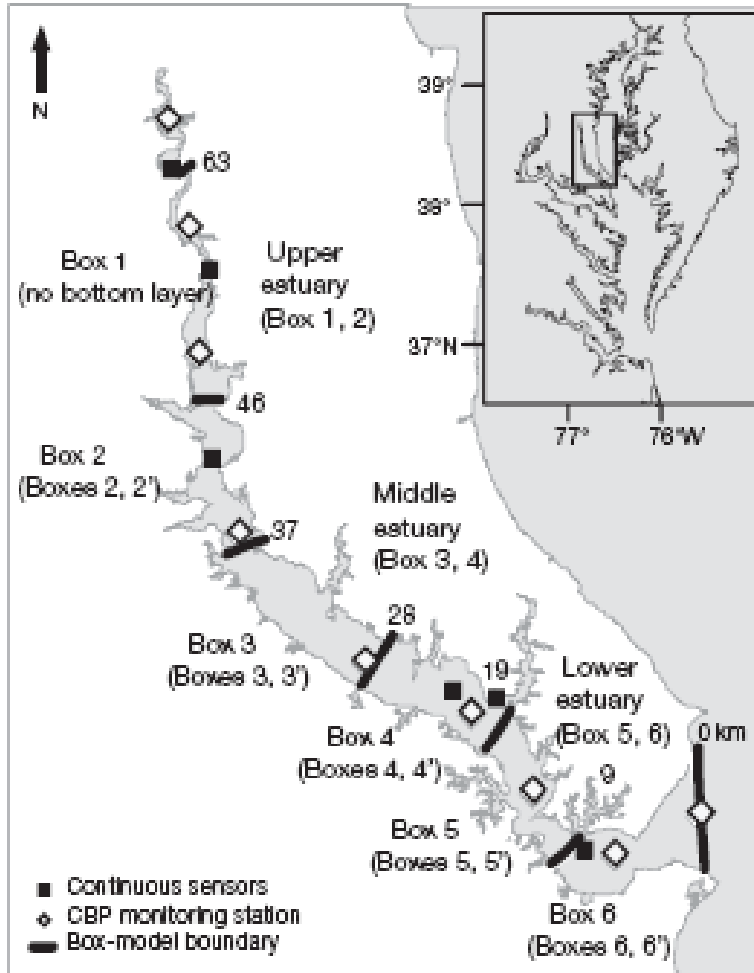 N
39°
38°
37°N
77°
76°W
63
Box 1
(no bottom layer)
Upper
estuary
(Box 1, 2)
46
Box 2
(Boxes 2, 2')
37
Middle
estuary
(Box 3, 4)
28
Box 3
(Boxes 3, 3')
19
Lower
estuary
(Box 5, 6)
0 km
Box 4
(Boxes 4, 4')
9
Box 5
(Boxes 5, 5')
Box 6
(Boxes 6, 6')
Continuous sensors
CBP monitoring station
Box-model boundary